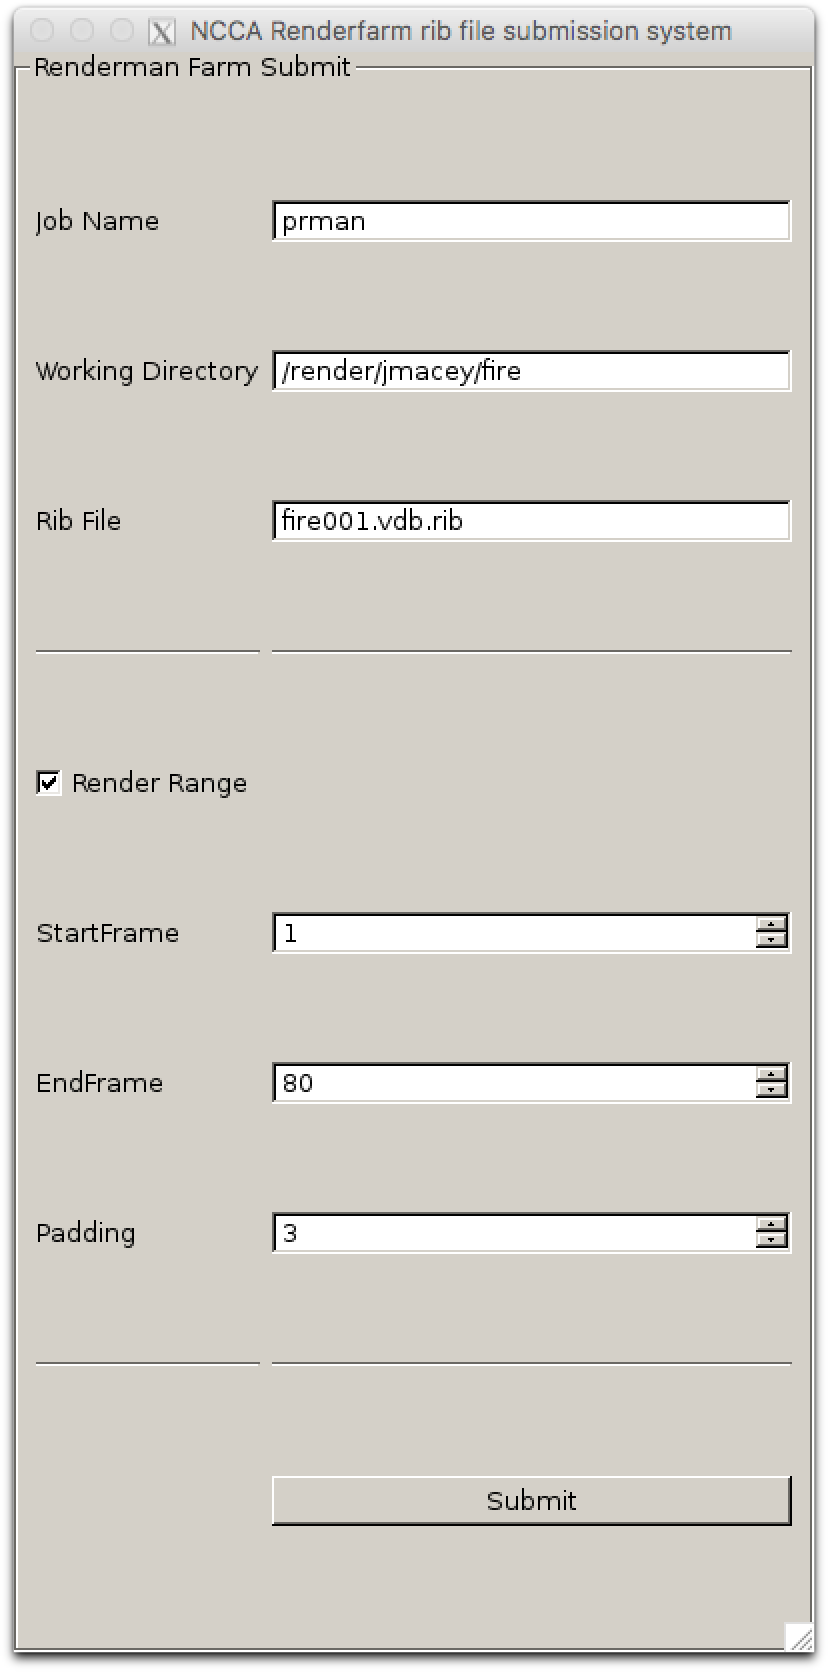 NCCA Renderfarm rib file submission system
Renderman Farm Submit
Job Name prman
Working Directory /render/jmacey/fire
Rib File fire001.vdb.rib
Render Range
StartFrame 1
EndFrame 80
Padding 3
Submit